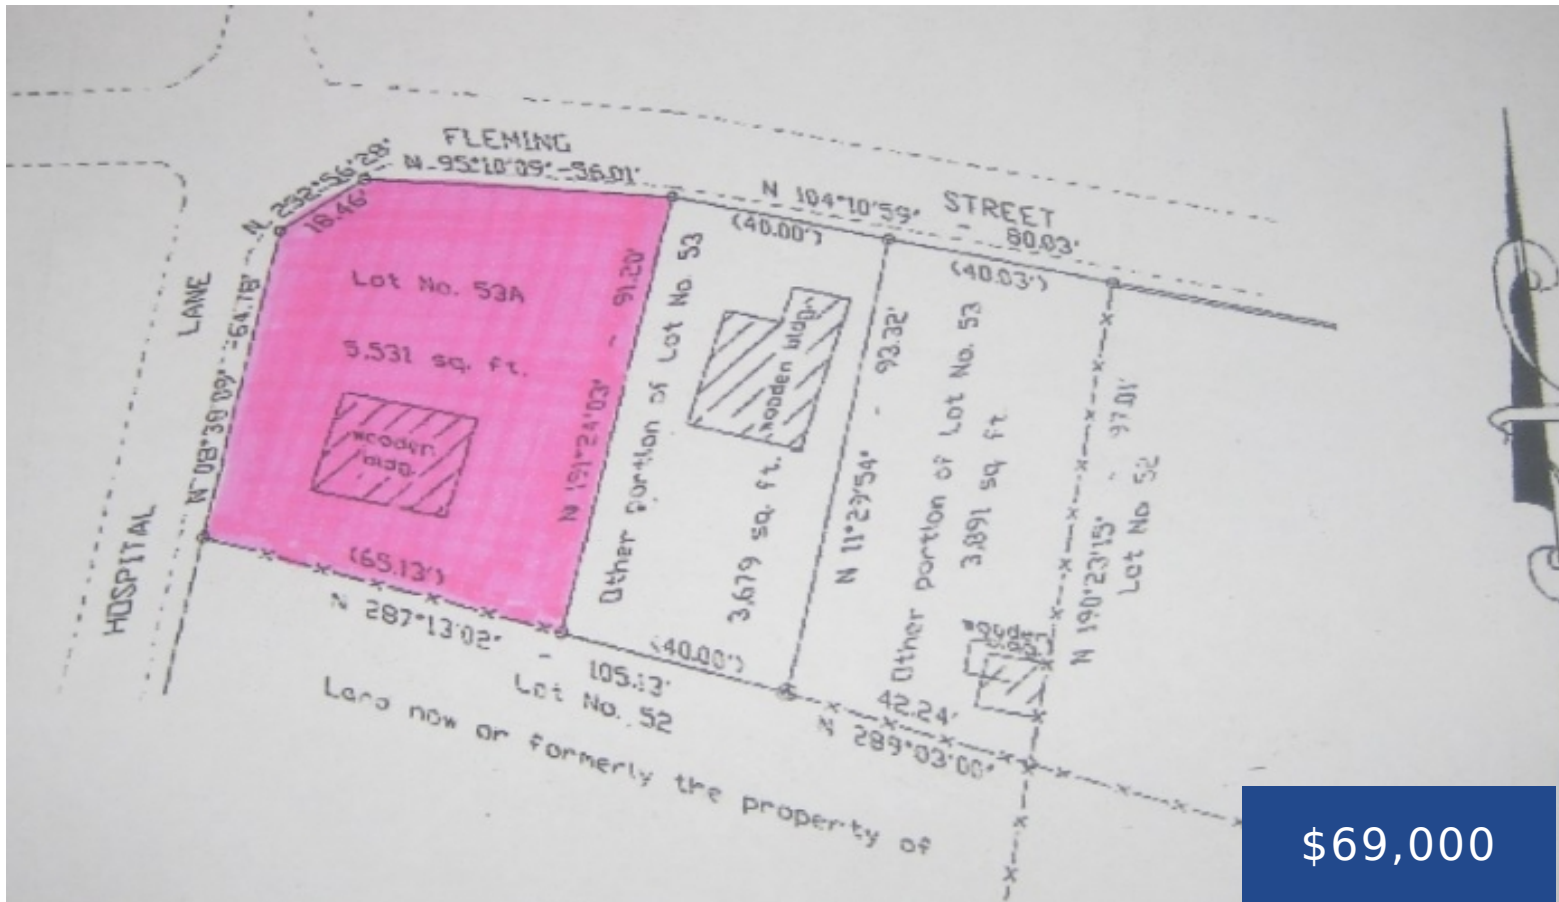 FLEMING
N 95°10'09" - 56.01'
N 232°56'28"
18.46'
N 104°10'59" - 80.03'
STREET
(40.00')
(40.03')
LANE
HOSPITAL
N 08°39'09" - 64.78'
Lot No. 53A
5,531 sq. ft.
wooden
bldg.
N 191°24'03" - 91.20'
(65.13')
Other portion of Lot No. 53
3,679 sq. ft.
wooden bldg.
N 11°29'54" - 93.32'
Other portion of Lot No. 53
3,891 sq. ft.
N 190°23'15" - 97.01'
Lot No 52
(40.00')
42.24'
N 287°13'02" - 105.13'
N 289°03'00"
Lot No. 52
Land now or formerly the property of
$69,000